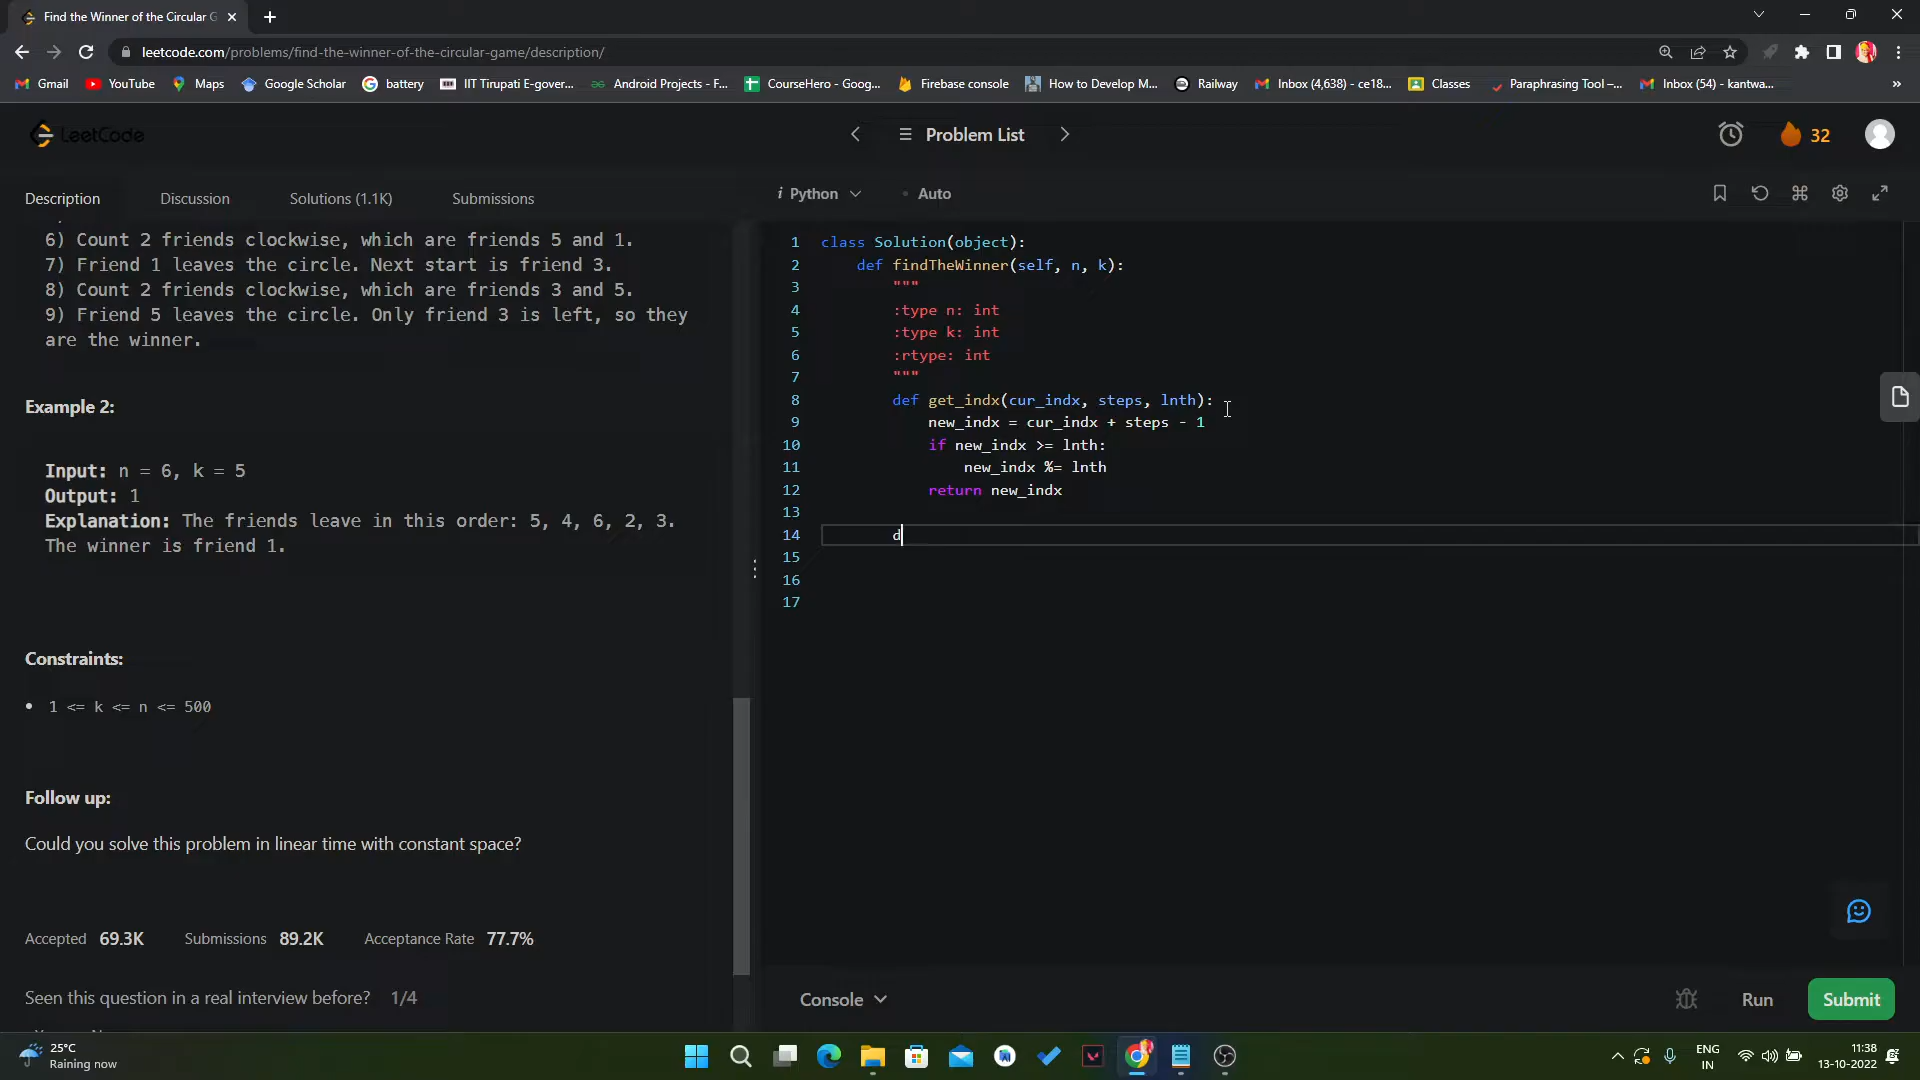 Find the Winner of the Circular G
leetcode.com/problems/find-the-winner-of-the-circular-game/description/
Gmail YouTube Maps Google Scholar battery IIT Tirupati E-gover... Android Projects - F... CourseHero - Goog... Firebase console How to Develop M... Railway Inbox (4,638) - ce18... Classes Paraphrasing Tool –... Inbox (54) - kantwa... »
LeetCode
Problem List
32
Description Discussion Solutions (1.1K) Submissions
6) Count 2 friends clockwise, which are friends 5 and 1.
7) Friend 1 leaves the circle. Next start is friend 3.
8) Count 2 friends clockwise, which are friends 3 and 5.
9) Friend 5 leaves the circle. Only friend 3 is left, so they
are the winner.
Example 2:
Input: n = 6, k = 5
Output: 1
Explanation: The friends leave in this order: 5, 4, 6, 2, 3.
The winner is friend 1.
Constraints:
• 1 <= k <= n <= 500
Follow up:
Could you solve this problem in linear time with constant space?
Accepted 69.3K Submissions 89.2K Acceptance Rate 77.7%
Seen this question in a real interview before? 1/4
i Python • Auto
1 class Solution(object):
2 def findTheWinner(self, n, k):
3 """
4 :type n: int
5 :type k: int
6 :rtype: int
7 """
8 def get_indx(cur_indx, steps, lnth):
9 new_indx = cur_indx + steps - 1
10 if new_indx >= lnth:
11 new_indx %= lnth
12 return new_indx
13
14 d
15
16
17
Console
Run
Submit
25°C
Raining now
ENG
IN
11:38
13-10-2022